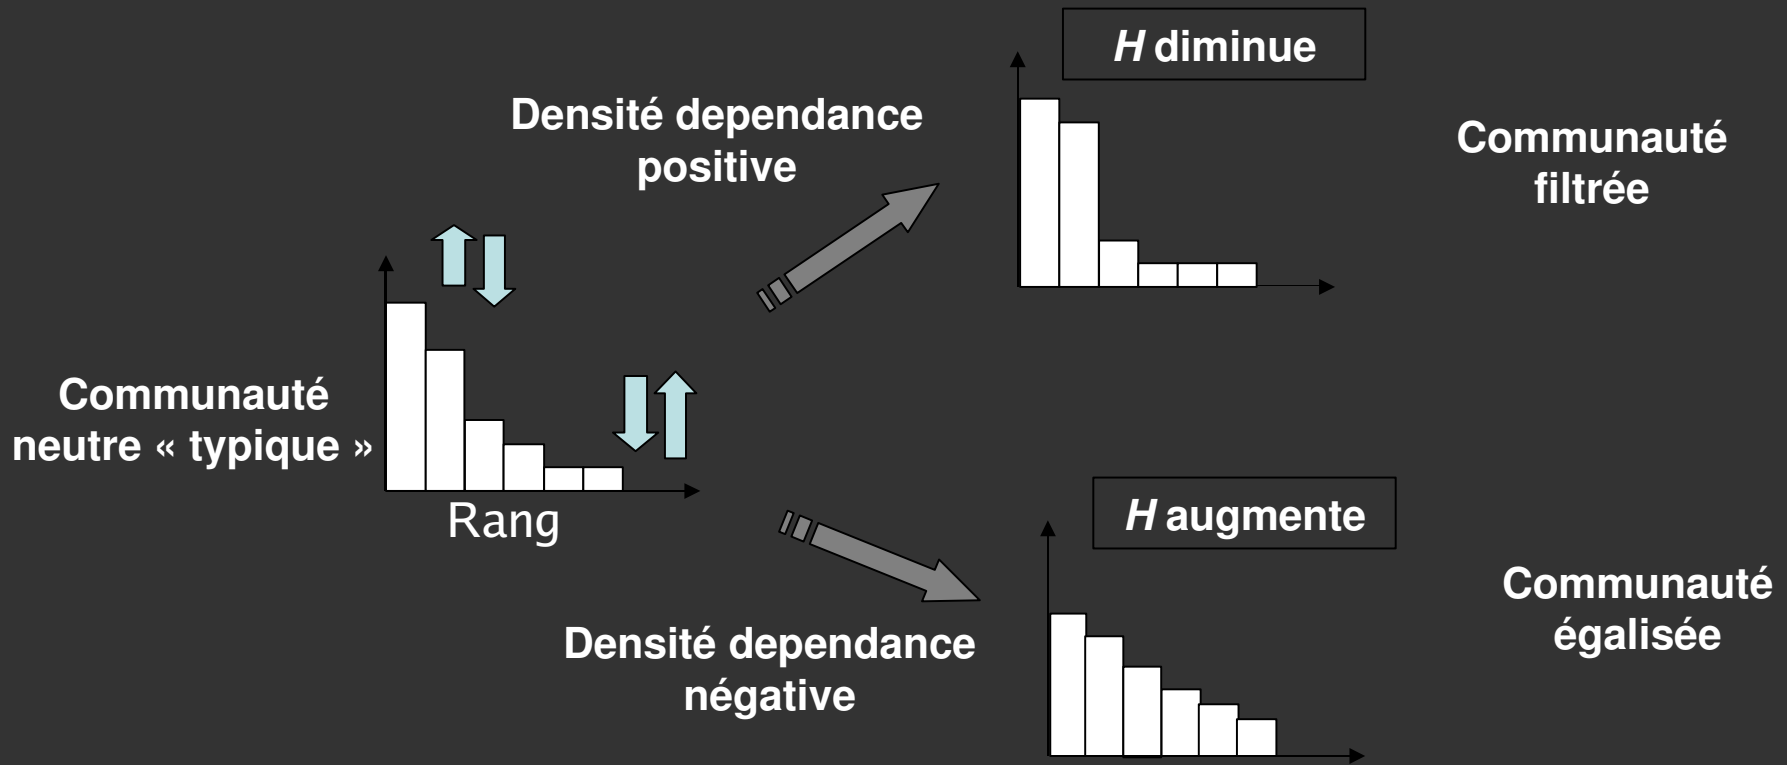 H diminue
Densité dependance
positive
Communauté
filtrée
Communauté
neutre « typique »
Rang
H augmente
Densité dependance
négative
Communauté
égalisée